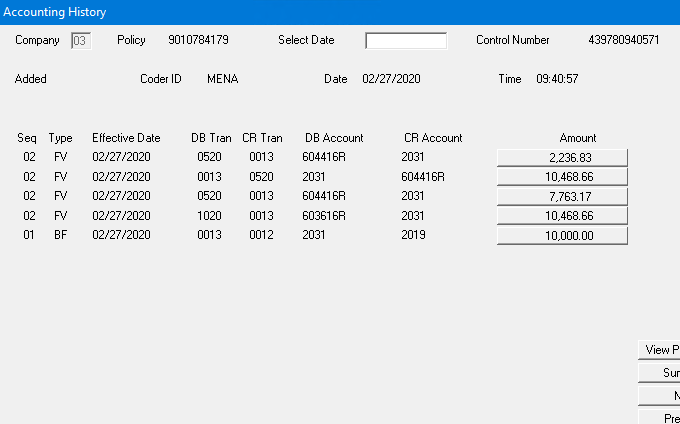 Accounting History
Company 03 Policy 9010784179 Select Date Control Number 439780940571
Added Coder ID MENA Date 02/27/2020 Time 09:40:57
Seq Type Effective Date DB Tran CR Tran DB Account CR Account Amount
02 FV 02/27/2020 0520 0013 604416R 2031 2,236.83
02 FV 02/27/2020 0013 0520 2031 604416R 10,468.66
02 FV 02/27/2020 0520 0013 604416R 2031 7,763.17
02 FV 02/27/2020 1020 0013 603616R 2031 10,468.66
01 BF 02/27/2020 0013 0012 2031 2019 10,000.00
View P
Sur
N
Pre